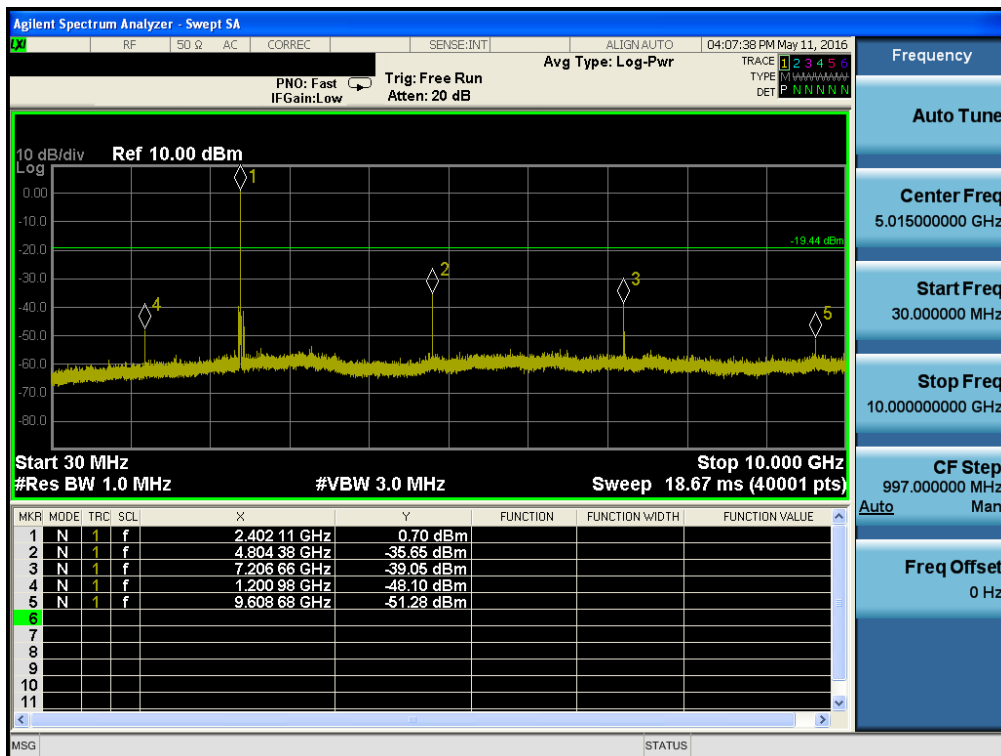 Agilent Spectrum Analyzer - Swept SA
LXI RF 50 Ω AC CORREC SENSE:INT ALIGN AUTO 04:07:38 PM May 11, 2016
Frequency
Avg Type: Log-Pwr
TRACE 1 2 3 4 5 6
TYPE M
DET P N N N N N
PNO: Fast
IFGain:Low
Trig: Free Run
Atten: 20 dB
Auto Tune
10 dB/div Ref 10.00 dBm
Log
1
0.00
-10.0
-19.44 dBm
-20.0
2
-30.0
3
4
-40.0
5
-50.0
-60.0
-70.0
-80.0
Start 30 MHz Stop 10.000 GHz
#Res BW 1.0 MHz #VBW 3.0 MHz Sweep 18.67 ms (40001 pts)
Center Freq
5.015000000 GHz
Start Freq
30.000000 MHz
Stop Freq
10.000000000 GHz
CF Step
997.000000 MHz
Auto Man
Freq Offset
0 Hz
MKR MODE TRC SCL X Y FUNCTION FUNCTION WIDTH FUNCTION VALUE
1 N 1 f 2.402 11 GHz 0.70 dBm
2 N 1 f 4.804 38 GHz -35.65 dBm
3 N 1 f 7.206 66 GHz -39.05 dBm
4 N 1 f 1.200 98 GHz -48.10 dBm
5 N 1 f 9.608 68 GHz -51.28 dBm
6
7
8
9
10
11
MSG STATUS